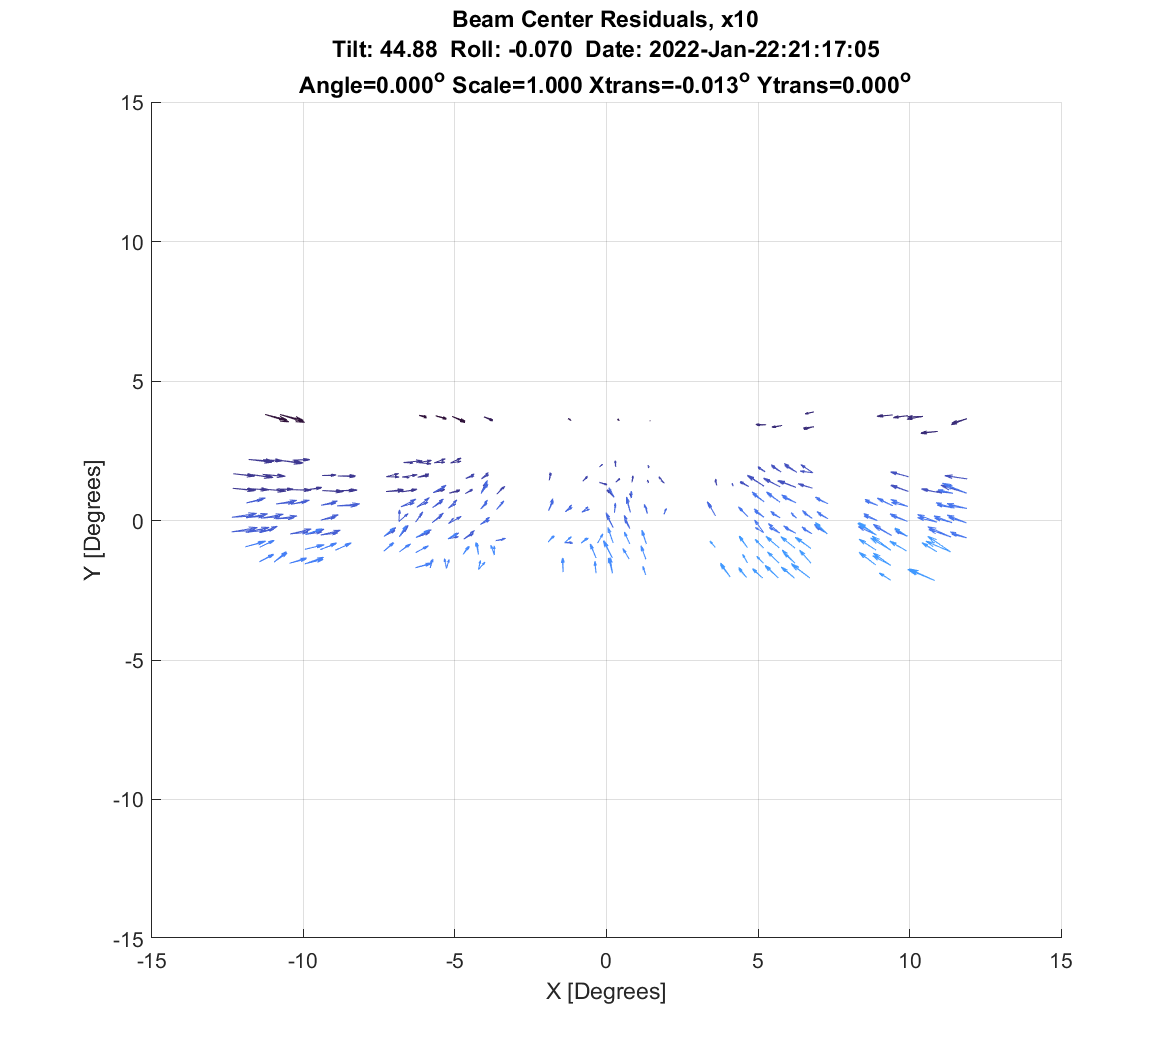 Beam Center Residuals, x10
Tilt: 44.88 Roll: -0.070 Date: 2022-Jan-22:21:17:05
Angle=0.000° Scale=1.000 Xtrans=-0.013° Ytrans=0.000°
15
10
5
0
-5
-10
-15
Y [Degrees]
-15 -10 -5 0 5 10 15
X [Degrees]